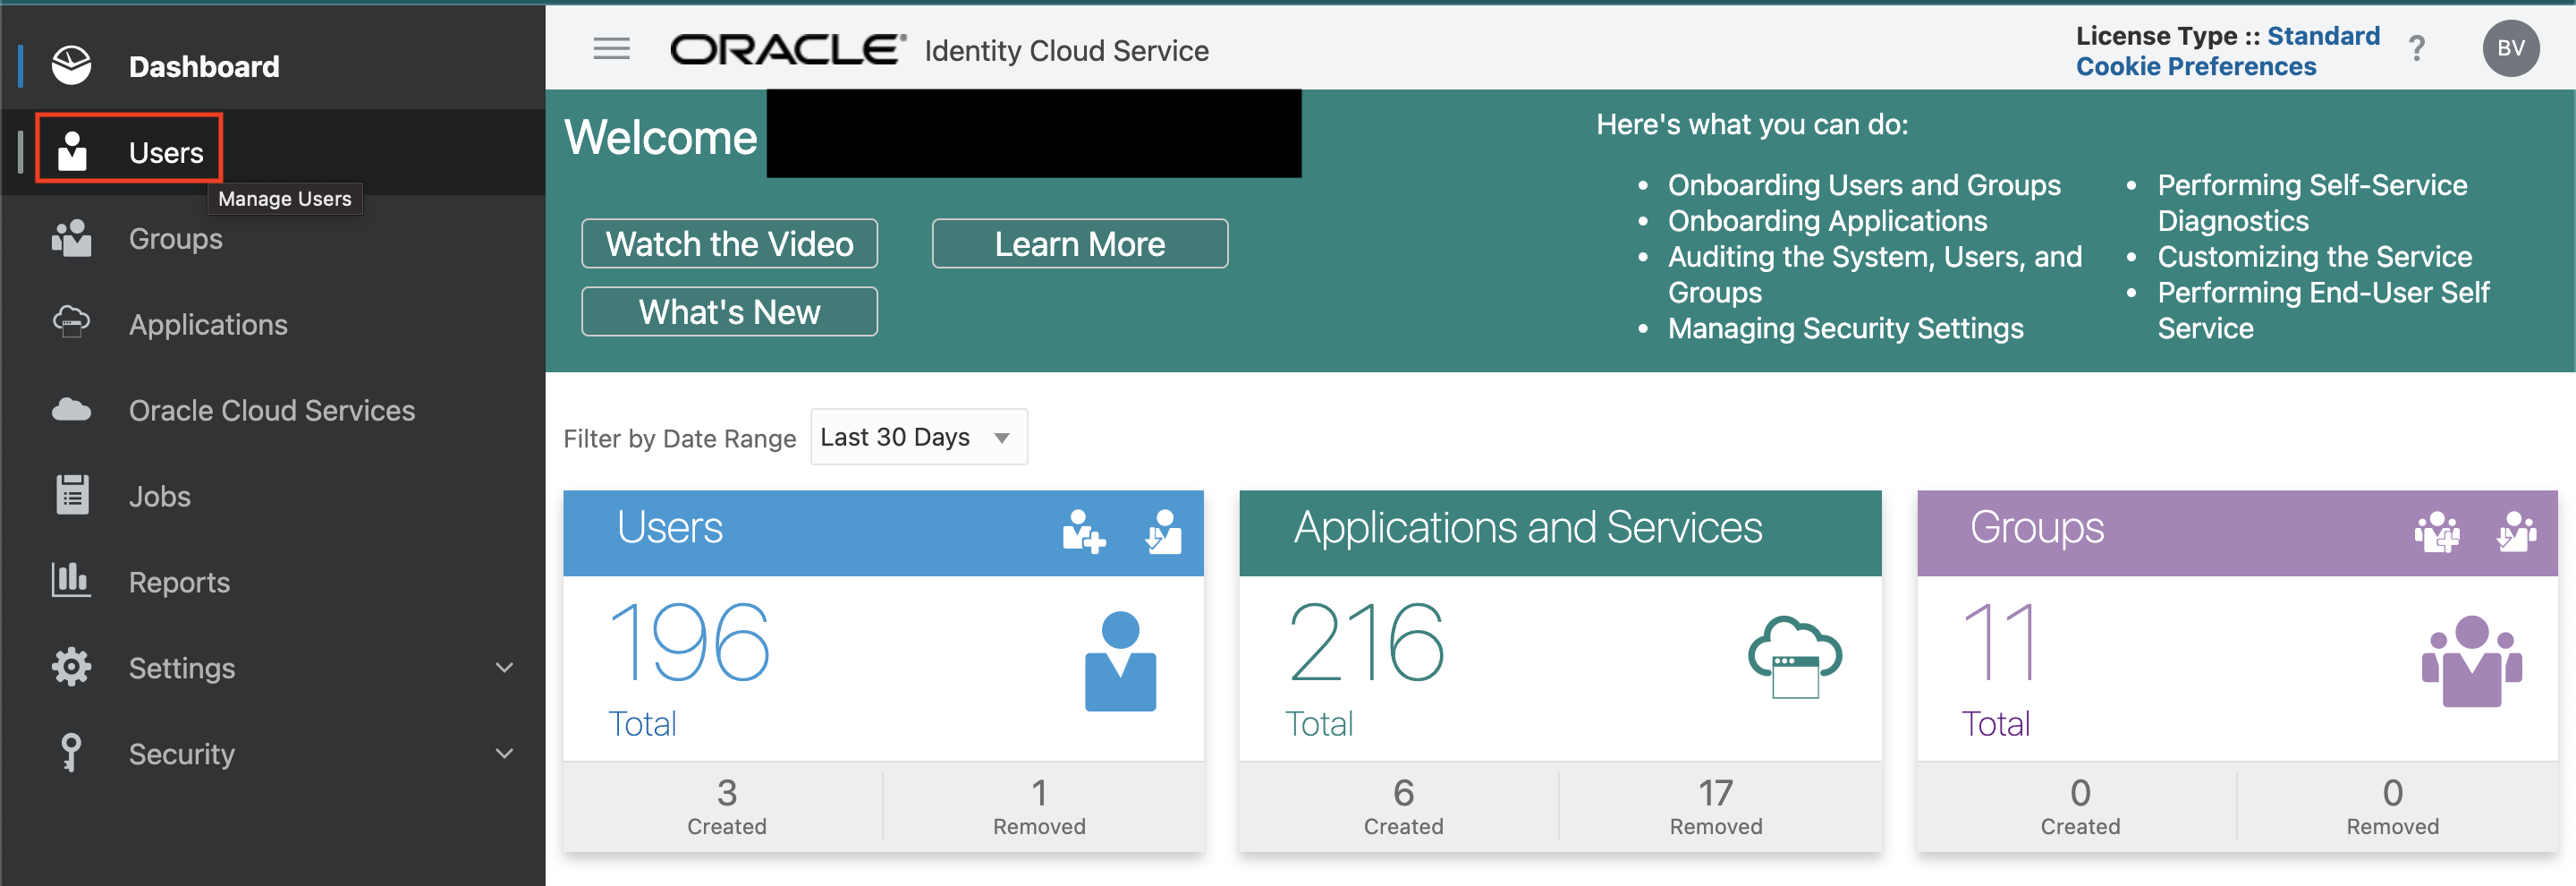 Dashboard
Users
Manage Users
Groups
Applications
Oracle Cloud Services
Jobs
Reports
Settings
Security
ORACLE® Identity Cloud Service
License Type :: Standard
Cookie Preferences
?
BV
Welcome
Watch the Video
Learn More
What's New
Here's what you can do:
• Onboarding Users and Groups
• Onboarding Applications
• Auditing the System, Users, and
Groups
• Managing Security Settings
• Performing Self-Service
Diagnostics
• Customizing the Service
• Performing End-User Self
Service
Filter by Date Range
Last 30 Days
Users
196
Total
3
Created
1
Removed
Applications and Services
216
Total
6
Created
17
Removed
Groups
11
Total
0
Created
0
Removed